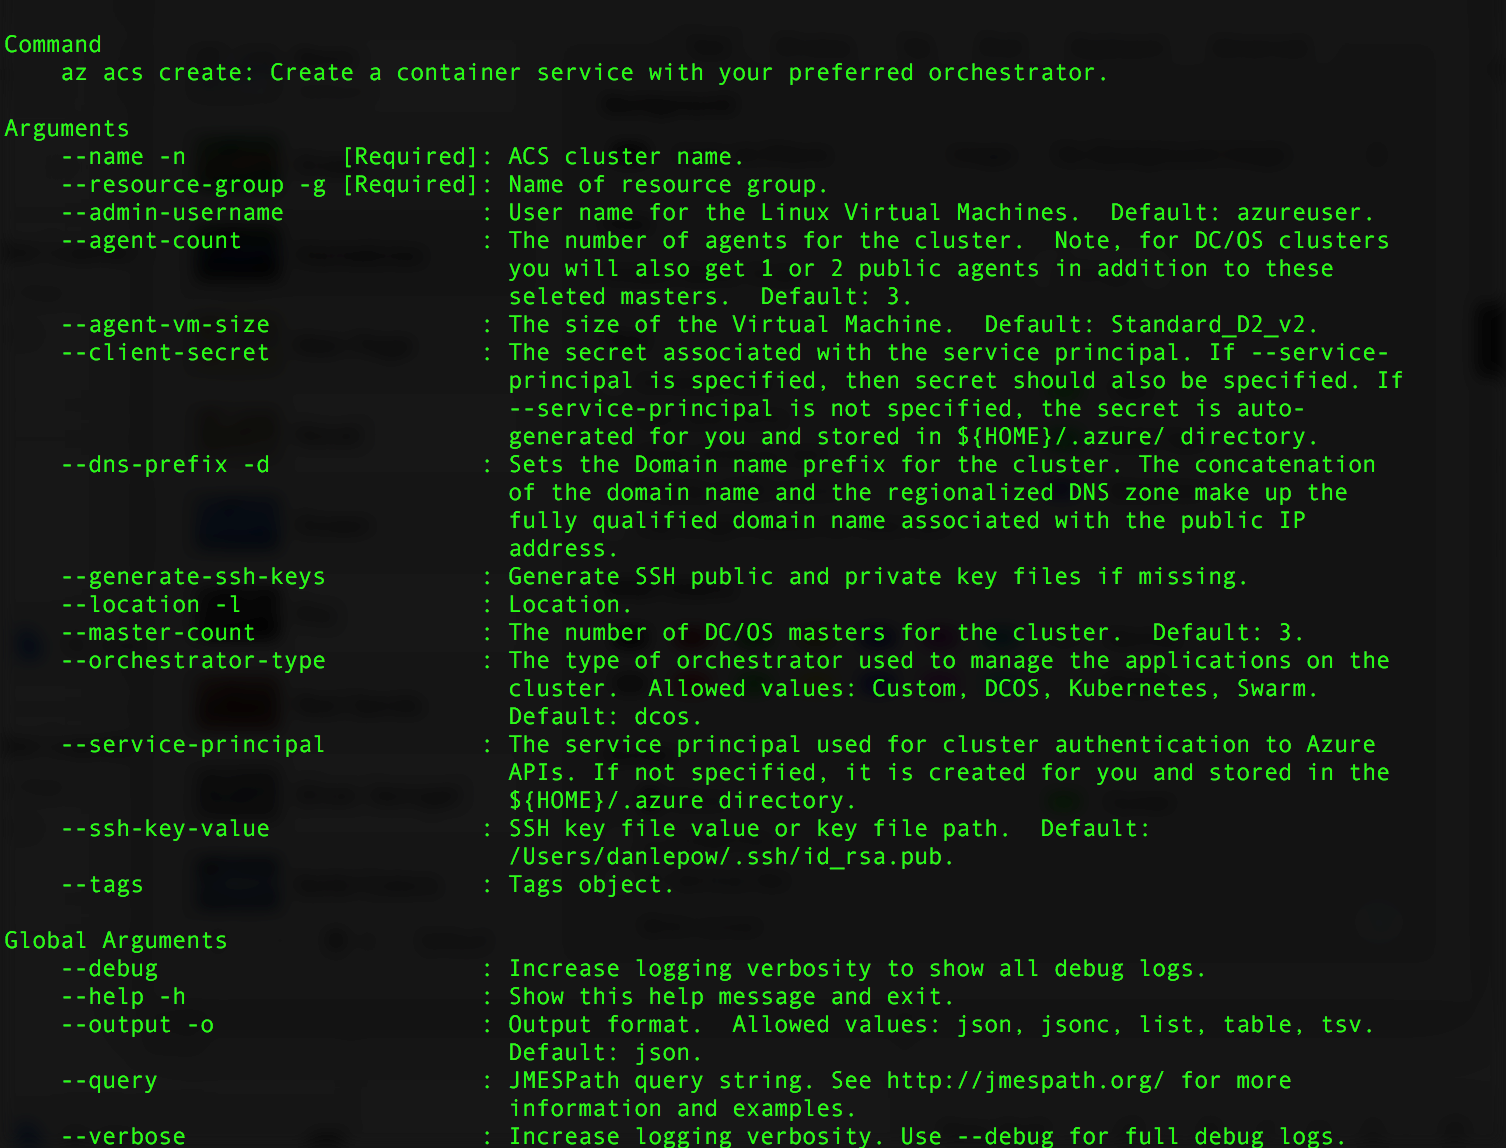 Command
    az acs create: Create a container service with your preferred orchestrator.

Arguments
    --name -n           [Required]: ACS cluster name.
    --resource-group -g [Required]: Name of resource group.
    --admin-username              : User name for the Linux Virtual Machines.  Default: azureuser.
    --agent-count                 : The number of agents for the cluster.  Note, for DC/OS clusters
                                    you will also get 1 or 2 public agents in addition to these
                                    seleted masters.  Default: 3.
    --agent-vm-size               : The size of the Virtual Machine.  Default: Standard_D2_v2.
    --client-secret               : The secret associated with the service principal. If --service-
                                    principal is specified, then secret should also be specified. If
                                    --service-principal is not specified, the secret is auto-
                                    generated for you and stored in ${HOME}/.azure/ directory.
    --dns-prefix -d               : Sets the Domain name prefix for the cluster. The concatenation
                                    of the domain name and the regionalized DNS zone make up the
                                    fully qualified domain name associated with the public IP
                                    address.
    --generate-ssh-keys           : Generate SSH public and private key files if missing.
    --location -l                 : Location.
    --master-count                : The number of DC/OS masters for the cluster.  Default: 3.
    --orchestrator-type           : The type of orchestrator used to manage the applications on the
                                    cluster.  Allowed values: Custom, DCOS, Kubernetes, Swarm.
                                    Default: dcos.
    --service-principal           : The service principal used for cluster authentication to Azure
                                    APIs. If not specified, it is created for you and stored in the
                                    ${HOME}/.azure directory.
    --ssh-key-value               : SSH key file value or key file path.  Default:
                                    /Users/danlepow/.ssh/id_rsa.pub.
    --tags                        : Tags object.

Global Arguments
    --debug                       : Increase logging verbosity to show all debug logs.
    --help -h                     : Show this help message and exit.
    --output -o                   : Output format.  Allowed values: json, jsonc, list, table, tsv.
                                    Default: json.
    --query                       : JMESPath query string. See http://jmespath.org/ for more
                                    information and examples.
    --verbose                     : Increase logging verbosity. Use --debug for full debug logs.